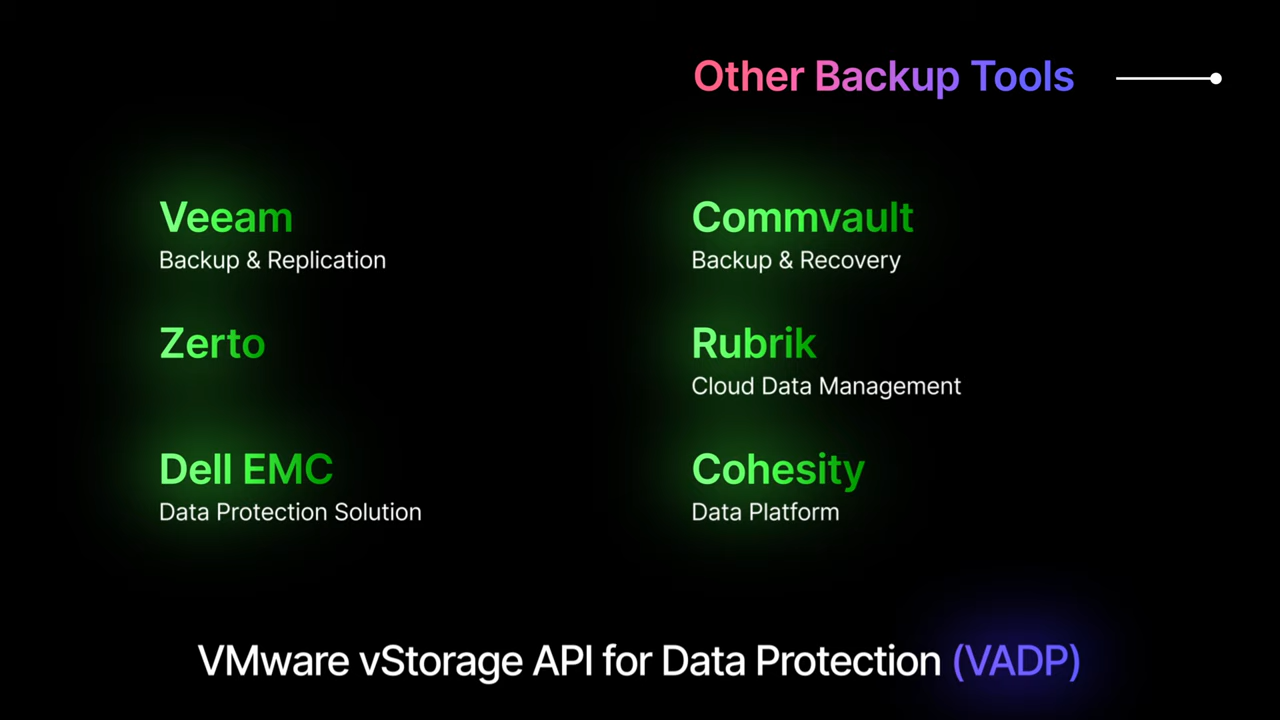 Other Backup Tools
Veeam
Backup & Replication
Commvault
Backup & Recovery
Zerto
Rubrik
Cloud Data Management
Dell EMC
Data Protection Solution
Cohesity
Data Platform
VMware vStorage API for Data Protection (VADP)